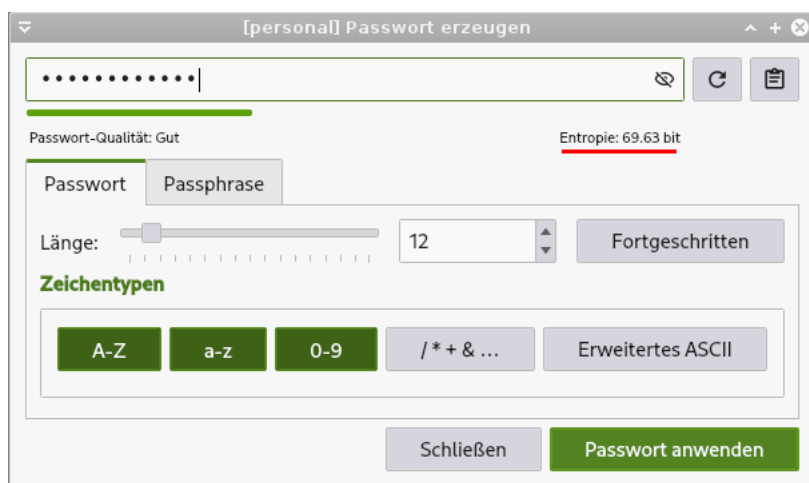 [personal] Passwort erzeugen
••••••••••••
Passwort-Qualität: Gut
Entropie: 69.63 bit
Passwort
Passphrase
Länge:
12
Fortgeschritten
Zeichentypen
A-Z
a-z
0-9
/ * + & ...
Erweitertes ASCII
Schließen
Passwort anwenden